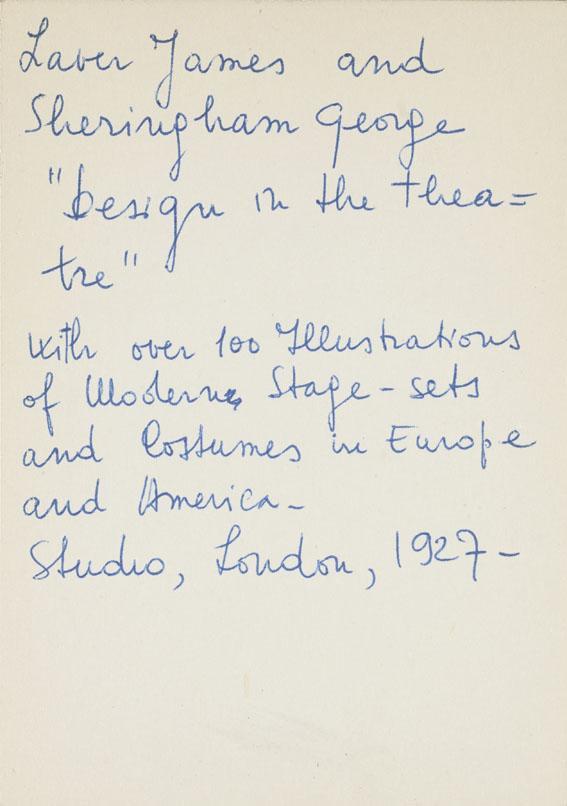 Laver James and
Sheringham George
"Design in the thea=
tre"
with over 100 Illustrations
of Modern Stage-sets
and Costumes in Europe
and America-
Studio, London, 1927-